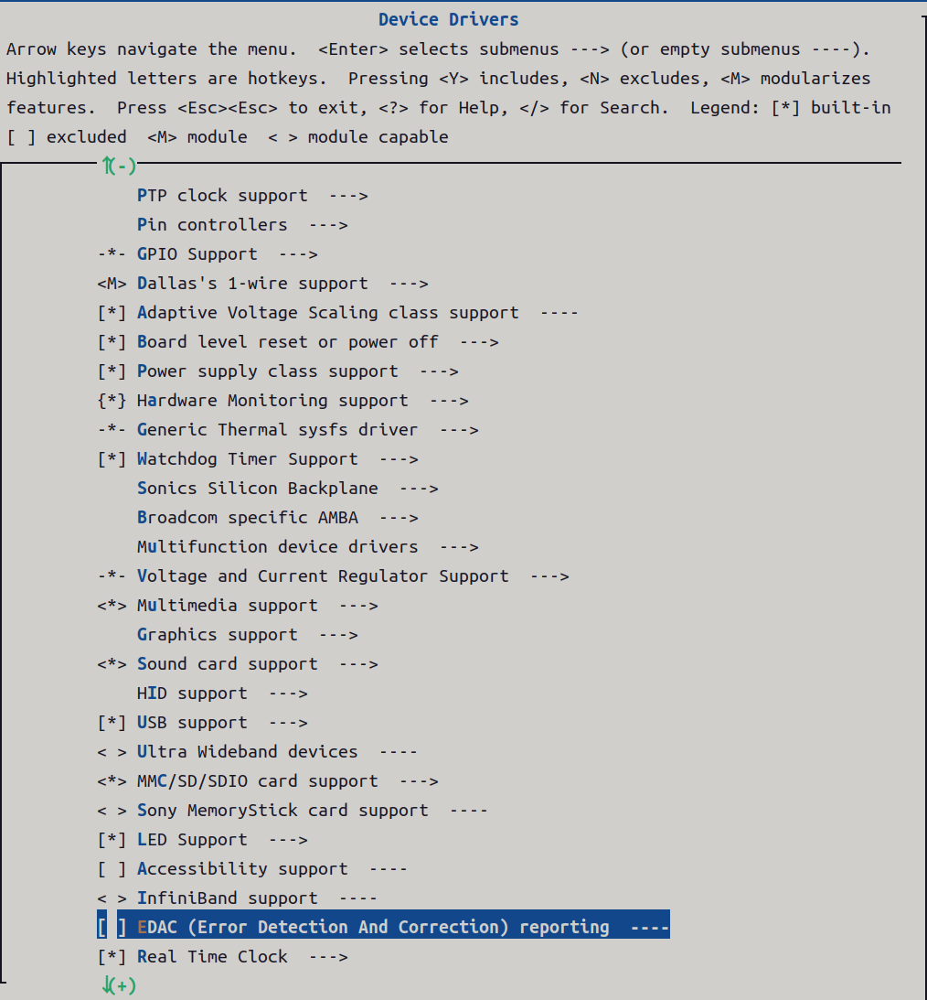 Device Drivers
Arrow keys navigate the menu.  <Enter> selects submenus ---> (or empty submenus ----).
Highlighted letters are hotkeys.  Pressing <Y> includes, <N> excludes, <M> modularizes
features.  Press <Esc><Esc> to exit, <?> for Help, </> for Search.  Legend: [*] built-in
[ ] excluded  <M> module  < > module capable
↑(-)
PTP clock support  --->
Pin controllers  --->
-*- GPIO Support  --->
<M> Dallas's 1-wire support  --->
[*] Adaptive Voltage Scaling class support  ----
[*] Board level reset or power off  --->
[*] Power supply class support  --->
{*} Hardware Monitoring support  --->
-*- Generic Thermal sysfs driver  --->
[*] Watchdog Timer Support  --->
Sonics Silicon Backplane  --->
Broadcom specific AMBA  --->
Multifunction device drivers  --->
-*- Voltage and Current Regulator Support  --->
<*> Multimedia support  --->
Graphics support  --->
<*> Sound card support  --->
HID support  --->
[*] USB support  --->
< > Ultra Wideband devices  ----
<*> MMC/SD/SDIO card support  --->
< > Sony MemoryStick card support  ----
[*] LED Support  --->
[ ] Accessibility support  ----
< > InfiniBand support  ----
[ ] EDAC (Error Detection And Correction) reporting  ----
[*] Real Time Clock  --->
↓(+)